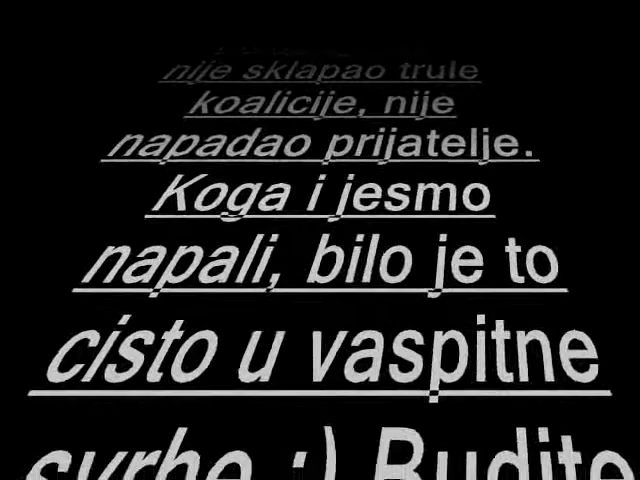 nije sklapao trule
koalicije, nije
napadao prijatelje.
Koga i jesmo
napali, bilo je to
cisto u vaspitne
svrhe :) Budite